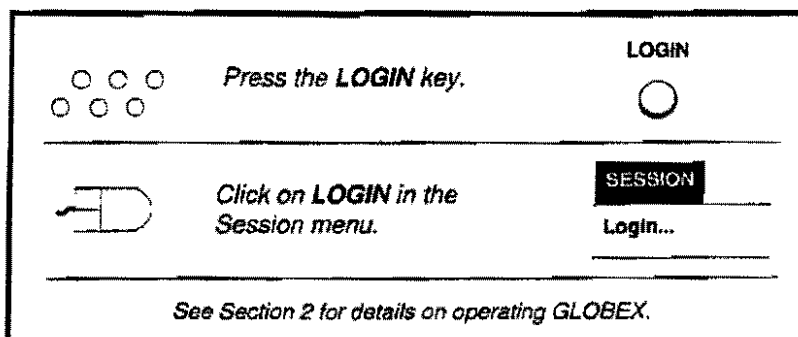 LOGIN
Press the LOGIN key.
Click on LOGIN in the
Session menu.
SESSION
Login...
See Section 2 for details on operating GLOBEX.